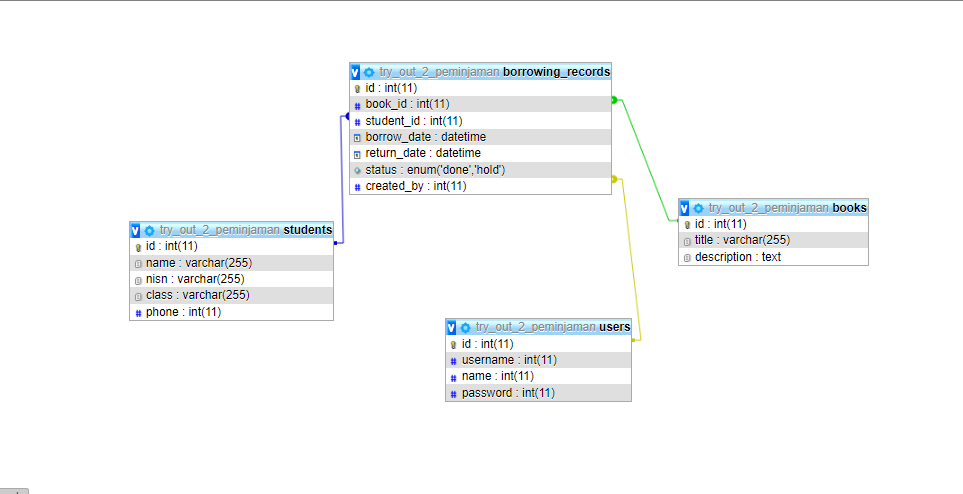 try_out_2_peminjaman borrowing_records
id : int(11)
book_id : int(11)
student_id : int(11)
borrow_date : datetime
return_date : datetime
status : enum('done','hold')
created_by : int(11)
try_out_2_peminjaman students
id : int(11)
name : varchar(255)
nisn : varchar(255)
class : varchar(255)
phone : int(11)
try_out_2_peminjaman books
id : int(11)
title : varchar(255)
description : text
try_out_2_peminjaman users
id : int(11)
username : int(11)
name : int(11)
password : int(11)